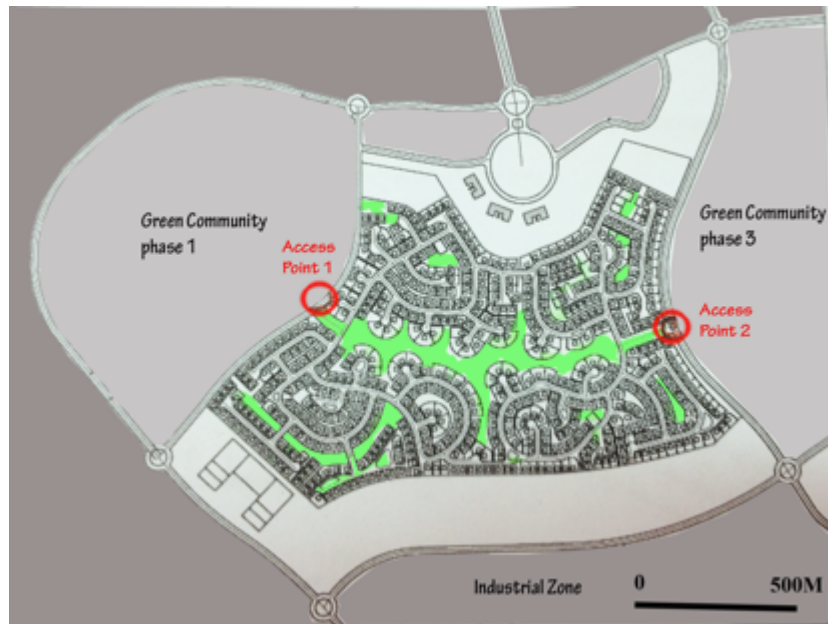 Green Community
phase 1
Access
Point 1
Green Community
phase 3
Access
Point 2
Industrial Zone
0
500M